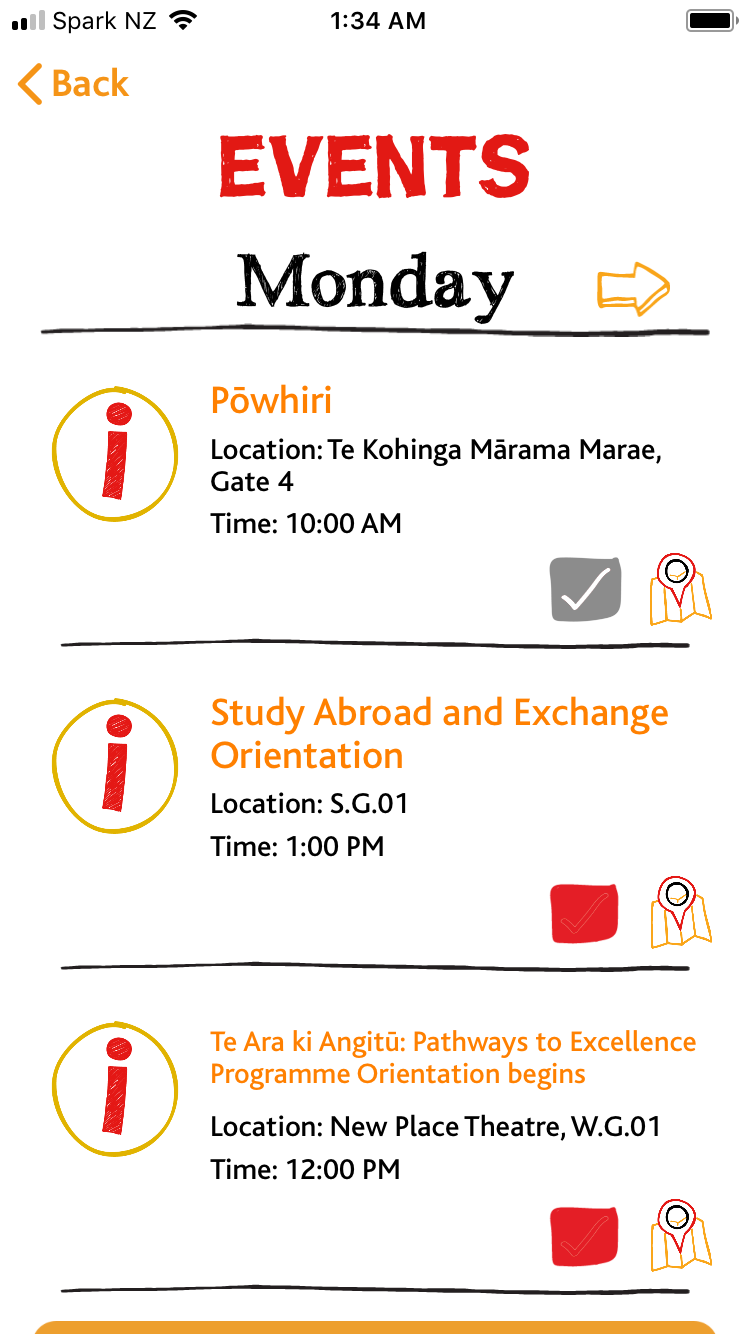 Spark NZ 1:34 AM
Back
EVENTS
Monday
Pōwhiri
Location: Te Kohinga Mārama Marae,
Gate 4
Time: 10:00 AM
Study Abroad and Exchange
Orientation
Location: S.G.01
Time: 1:00 PM
Te Ara ki Angitū: Pathways to Excellence
Programme Orientation begins
Location: New Place Theatre, W.G.01
Time: 12:00 PM